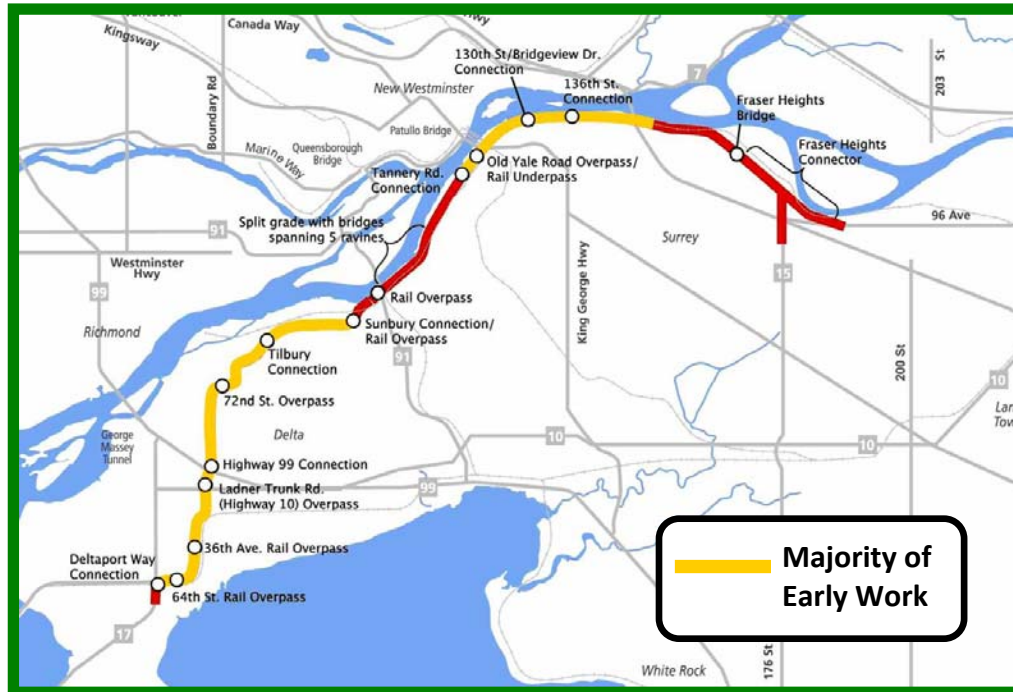 Canada Way
Kingsway
Hwy
Boundary Rd
New Westminster
130th St/Bridgeview Dr.
Connection
136th St.
Connection
7
203 St
Fraser Heights
Bridge
Fraser Heights
Connector
Patullo Bridge
Queensborough
Bridge
Marine Way
Tannery Rd.
Connection
Old Yale Road Overpass/
Rail Underpass
96 Ave
Split grade with bridges
spanning 5 ravines
91
Westminster
Hwy
99
Surrey
15
King George Hwy
Rail Overpass
Richmond
Sunbury Connection/
Rail Overpass
91
Tilbury
Connection
200 St
10
72nd St. Overpass
George
Massey
Tunnel
Delta
10
10
Highway 99 Connection
99
Ladner Trunk Rd.
(Highway 10) Overpass
36th Ave. Rail Overpass
Deltaport Way
Connection
64th St. Rail Overpass
17
Majority of
Early Work
176 St
White Rock